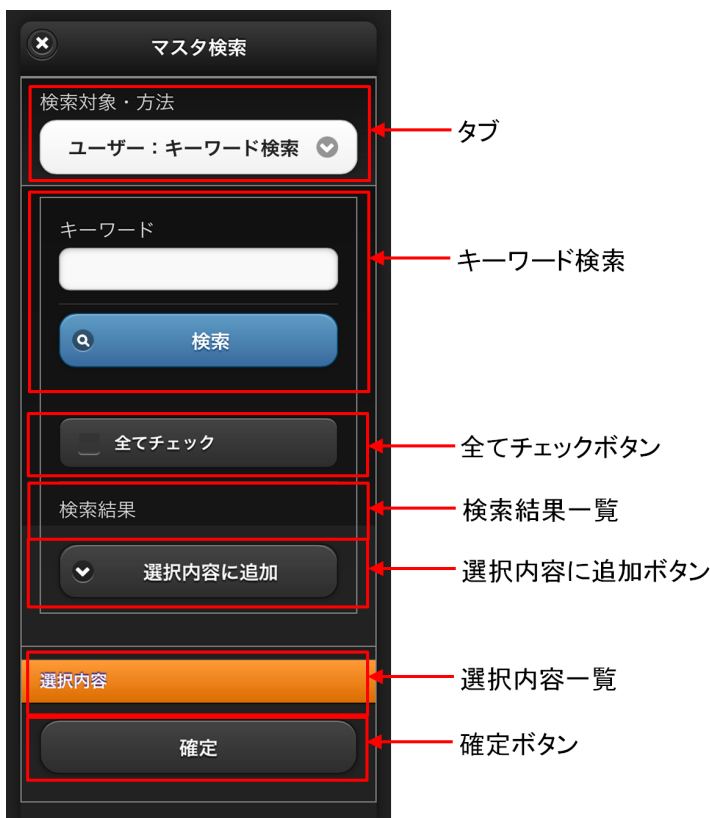 マスタ検索
検索対象・方法
ユーザー：キーワード検索
タブ
キーワード
キーワード検索
検索
全てチェック
全てチェックボタン
検索結果
検索結果一覧
選択内容に追加
選択内容に追加ボタン
選択内容
選択内容一覧
確定
確定ボタン